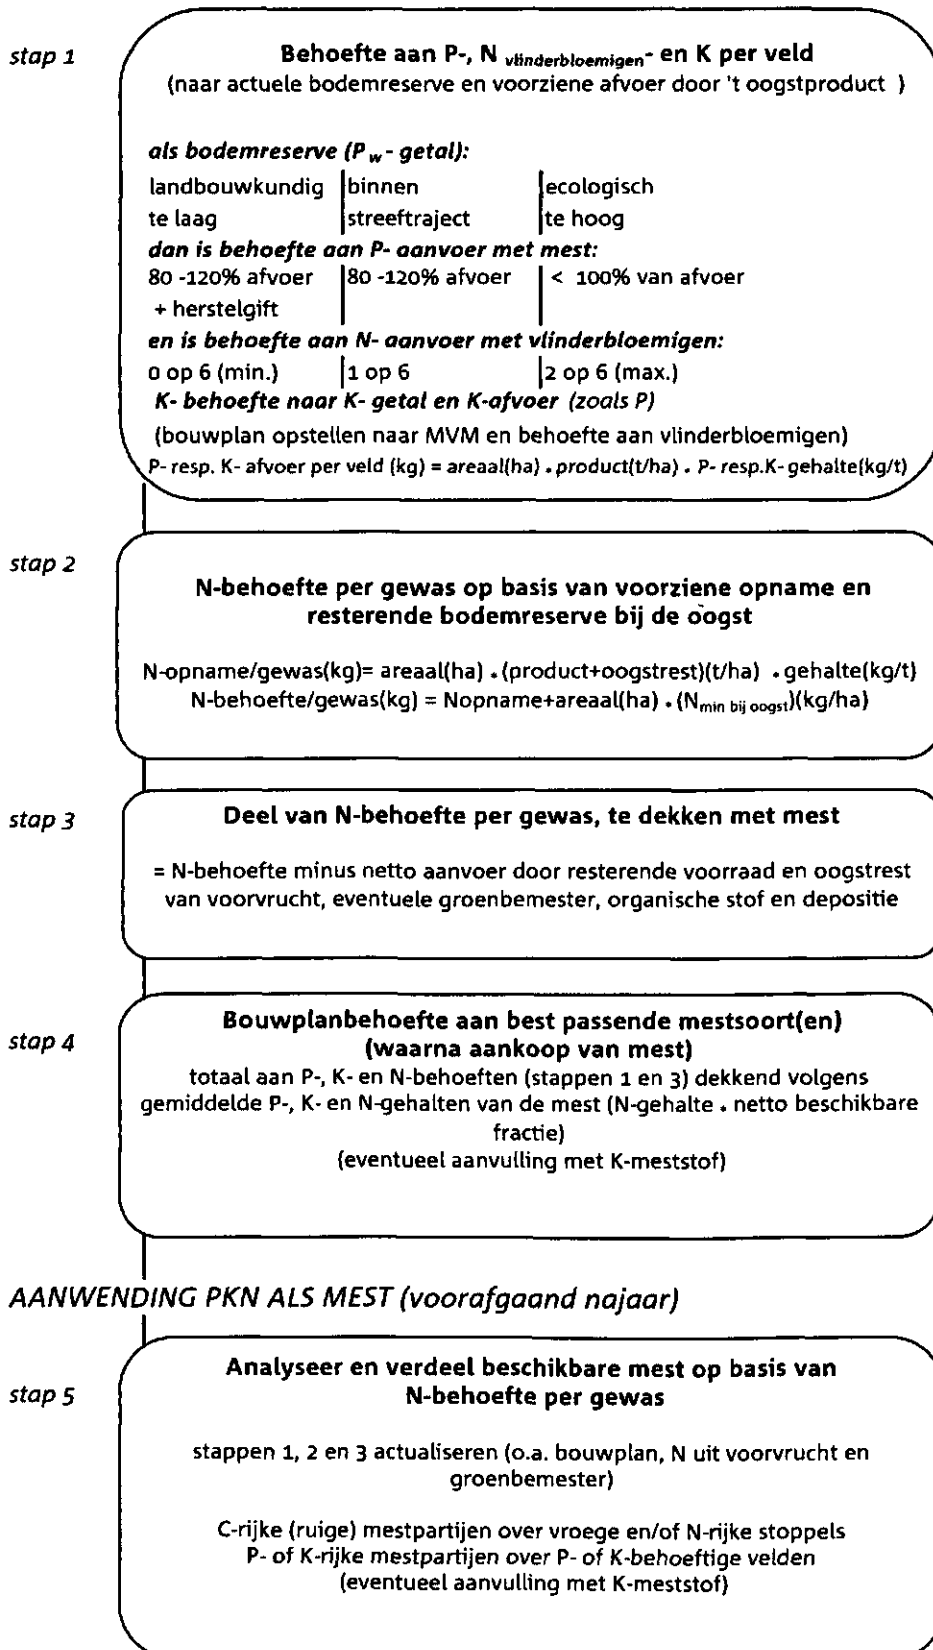 stap 1
Behoefte aan P-, N vlinderbloemigen- en K per veld
(naar actuele bodemreserve en voorziene afvoer door 't oogstproduct )
als bodemreserve (Pw- getal):
landbouwkundig |binnen |ecologisch
te laag |streeftraject |te hoog
dan is behoefte aan P- aanvoer met mest:
80 -120% afvoer |80 -120% afvoer | < 100% van afvoer
+ herstelgift
en is behoefte aan N- aanvoer met vlinderbloemigen:
0 op 6 (min.) |1 op 6 |2 op 6 (max.)
K- behoefte naar K- getal en K-afvoer (zoals P)
(bouwplan opstellen naar MVM en behoefte aan vlinderbloemigen)
P- resp. K- afvoer per veld (kg) = areaal(ha) . product(t/ha) . P- resp.K- gehalte(kg/t)
stap 2
N-behoefte per gewas op basis van voorziene opname en
resterende bodemreserve bij de oogst
N-opname/gewas(kg)= areaal(ha) . (product+oogstrest)(t/ha) . gehalte(kg/t)
N-behoefte/gewas(kg) = Nopname+areaal(ha) . (Nmin bij oogst)(kg/ha)
stap 3
Deel van N-behoefte per gewas, te dekken met mest
= N-behoefte minus netto aanvoer door resterende voorraad en oogstrest
van voorvrucht, eventuele groenbemester, organische stof en depositie
stap 4
Bouwplanbehoefte aan best passende mestsoort(en)
(waarna aankoop van mest)
totaal aan P-, K- en N-behoeften (stappen 1 en 3) dekkend volgens
gemiddelde P-, K- en N-gehalten van de mest (N-gehalte . netto beschikbare
fractie)
(eventueel aanvulling met K-meststof)
AANWENDING PKN ALS MEST (voorafgaand najaar)
stap 5
Analyseer en verdeel beschikbare mest op basis van
N-behoefte per gewas
stappen 1, 2 en 3 actualiseren (o.a. bouwplan, N uit voorvrucht en
groenbemester)
C-rijke (ruige) mestpartijen over vroege en/of N-rijke stoppels
P- of K-rijke mestpartijen over P- of K-behoeftige velden
(eventueel aanvulling met K-meststof)